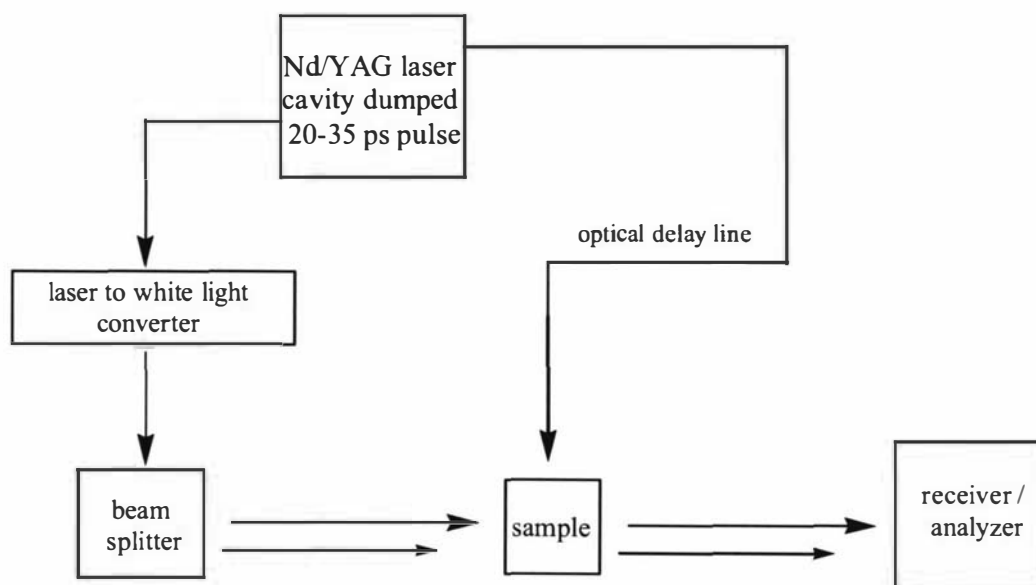 Nd/YAG laser
cavity dumped
20-35 ps pulse
optical delay line
laser to white light
converter
beam
splitter
sample
receiver /
analyzer